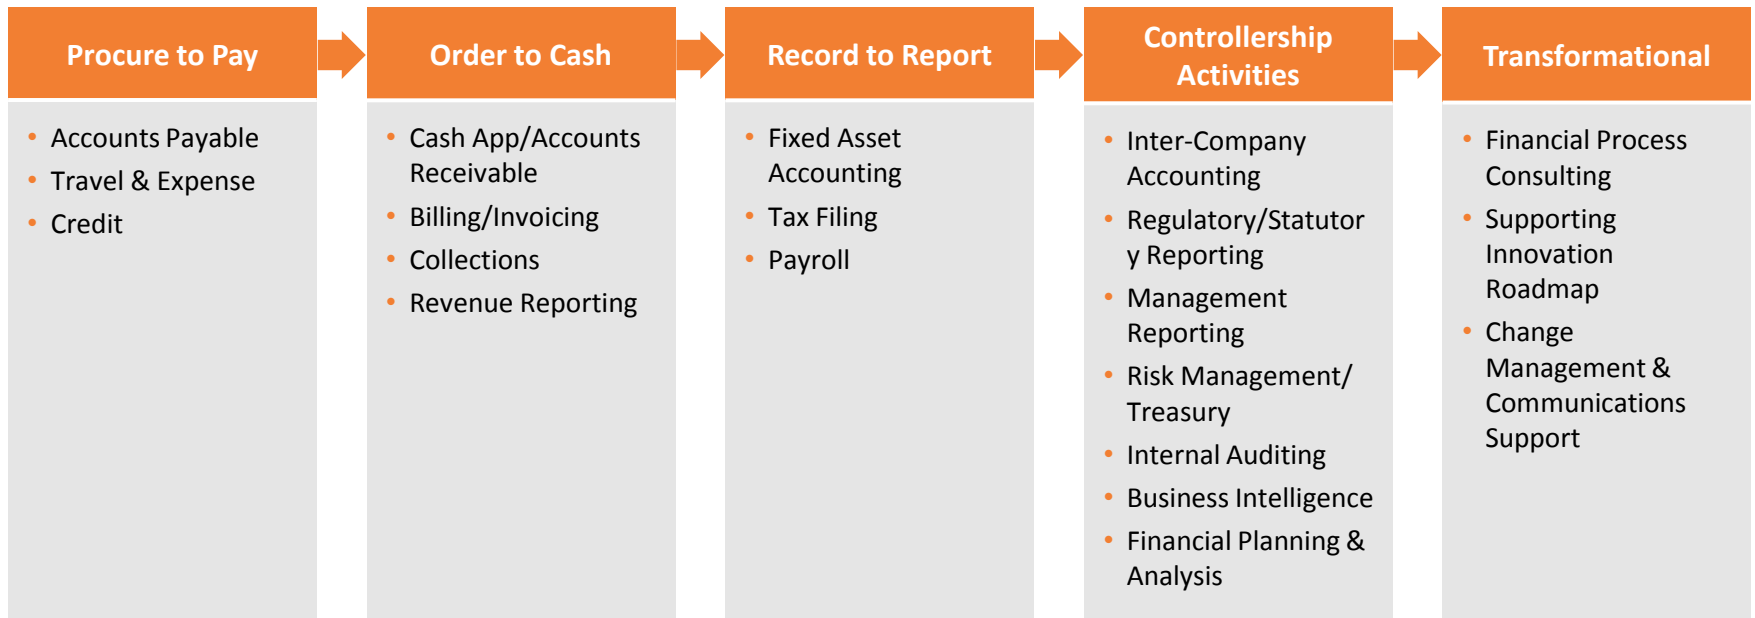 Procure to Pay
• Accounts Payable
• Travel & Expense
• Credit
Order to Cash
• Cash App/Accounts
Receivable
• Billing/Invoicing
• Collections
• Revenue Reporting
Record to Report
• Fixed Asset
Accounting
• Tax Filing
• Payroll
Controllership
Activities
• Inter-Company
Accounting
• Regulatory/Statutor
y Reporting
• Management
Reporting
• Risk Management/
Treasury
• Internal Auditing
• Business Intelligence
• Financial Planning &
Analysis
Transformational
• Financial Process
Consulting
• Supporting
Innovation
Roadmap
• Change
Management &
Communications
Support